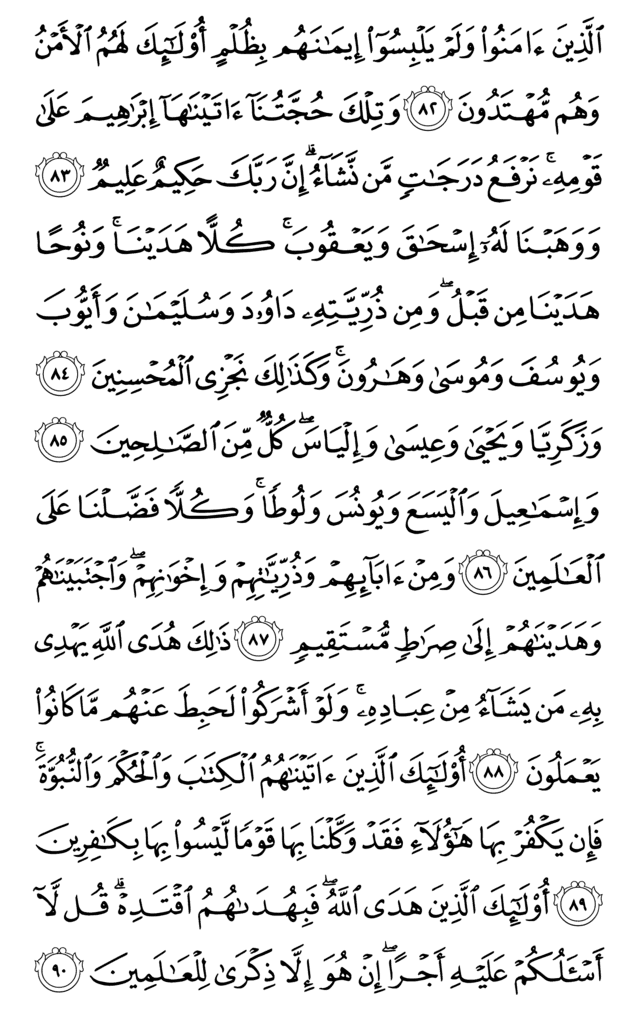 ٱلَّذِينَ ءَامَنُواْ وَلَمۡ يَلۡبِسُوٓاْ إِيمَٰنَهُم بِظُلۡمٍ أُوْلَٰٓئِكَ لَهُمُ ٱلۡأَمۡنُ
وَهُم مُّهۡتَدُونَ ٨٢ وَتِلۡكَ حُجَّتُنَآ ءَاتَيۡنَٰهَآ إِبۡرَٰهِيمَ عَلَىٰ
قَوۡمِهِۦۚ نَرۡفَعُ دَرَجَٰتٖ مَّن نَّشَآءُۗ إِنَّ رَبَّكَ حَكِيمٌ عَلِيمٞ ٨٣
وَوَهَبۡنَا لَهُۥٓ إِسۡحَٰقَ وَيَعۡقُوبَۚ كُلًّا هَدَيۡنَاۚ وَنُوحًا
هَدَيۡنَا مِن قَبۡلُۖ وَمِن ذُرِّيَّتِهِۦ دَاوُۥدَ وَسُلَيۡمَٰنَ وَأَيُّوبَ
وَيُوسُفَ وَمُوسَىٰ وَهَٰرُونَۚ وَكَذَٰلِكَ نَجۡزِي ٱلۡمُحۡسِنِينَ ٨٤
وَزَكَرِيَّا وَيَحۡيَىٰ وَعِيسَىٰ وَإِلۡيَاسَۖ كُلّٞ مِّنَ ٱلصَّٰلِحِينَ ٨٥
وَإِسۡمَٰعِيلَ وَٱلۡيَسَعَ وَيُونُسَ وَلُوطٗاۚ وَكُلّٗا فَضَّلۡنَا عَلَى
ٱلۡعَٰلَمِينَ ٨٦ وَمِنۡ ءَابَآئِهِمۡ وَذُرِّيَّٰتِهِمۡ وَإِخۡوَٰنِهِمۡۖ وَٱجۡتَبَيۡنَٰهُمۡ
وَهَدَيۡنَٰهُمۡ إِلَىٰ صِرَٰطٖ مُّسۡتَقِيمٖ ٨٧ ذَٰلِكَ هُدَى ٱللَّهِ يَهۡدِي
بِهِۦ مَن يَشَآءُ مِنۡ عِبَادِهِۦۚ وَلَوۡ أَشۡرَكُواْ لَحَبِطَ عَنۡهُم مَّا كَانُواْ
يَعۡمَلُونَ ٨٨ أُوْلَٰٓئِكَ ٱلَّذِينَ ءَاتَيۡنَٰهُمُ ٱلۡكِتَٰبَ وَٱلۡحُكۡمَ وَٱلنُّبُوَّةَۚ
فَإِن يَكۡفُرۡ بِهَا هَٰٓؤُلَآءِ فَقَدۡ وَكَّلۡنَا بِهَا قَوۡمٗا لَّيۡسُواْ بِهَا بِكَٰفِرِينَ
٨٩ أُوْلَٰٓئِكَ ٱلَّذِينَ هَدَى ٱللَّهُۖ فَبِهُدَىٰهُمُ ٱقۡتَدِهۡۗ قُل لَّآ
أَسۡـَٔلُكُمۡ عَلَيۡهِ أَجۡرًاۖ إِنۡ هُوَ إِلَّا ذِكۡرَىٰ لِلۡعَٰلَمِينَ ٩٠